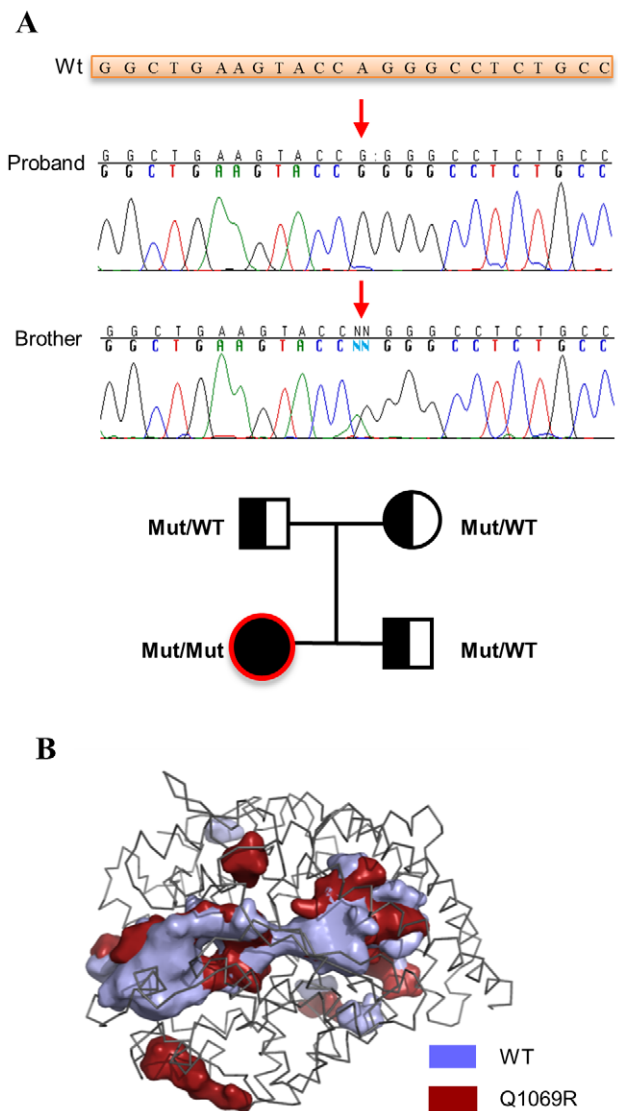 A
Wt G G C T G A A G T A C C A G G G C C T C T G C C
G G C T G A A G T A C C G : G G G C C T C T G C C
Proband G G C T G A A G T A C C G G G G C C T C T G C C
G G C T G A A G T A C C N N G G G C C T C T G C C
Brother G G C T G A A G T A C C N N G G G C C T C T G C C
Mut/WT Mut/WT
Mut/Mut Mut/WT
B
WT
Q1069R